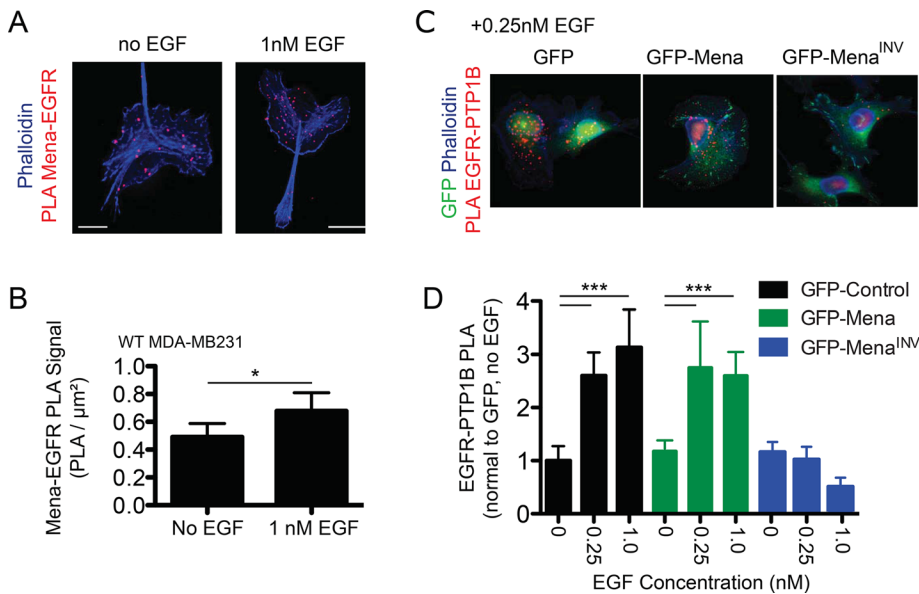 A
no EGF
1nM EGF
Phalloidin
PLA Mena-EGFR
B
WT MDA-MB231
Mena-EGFR PLA Signal
(PLA / µm²)
1.0
0.8
0.6
0.4
0.2
0.0
*
No EGF
1 nM EGF
C
+0.25nM EGF
GFP
GFP-Mena
GFP-Mena^INV
GFP Phalloidin
PLA EGFR-PTP1B
D
EGFR-PTP1B PLA
(normal to GFP, no EGF)
4
3
2
1
0
***
***
GFP-Control
GFP-Mena
GFP-Mena^INV
0
0.25
1.0
0
0.25
1.0
0
0.25
1.0
EGF Concentration (nM)